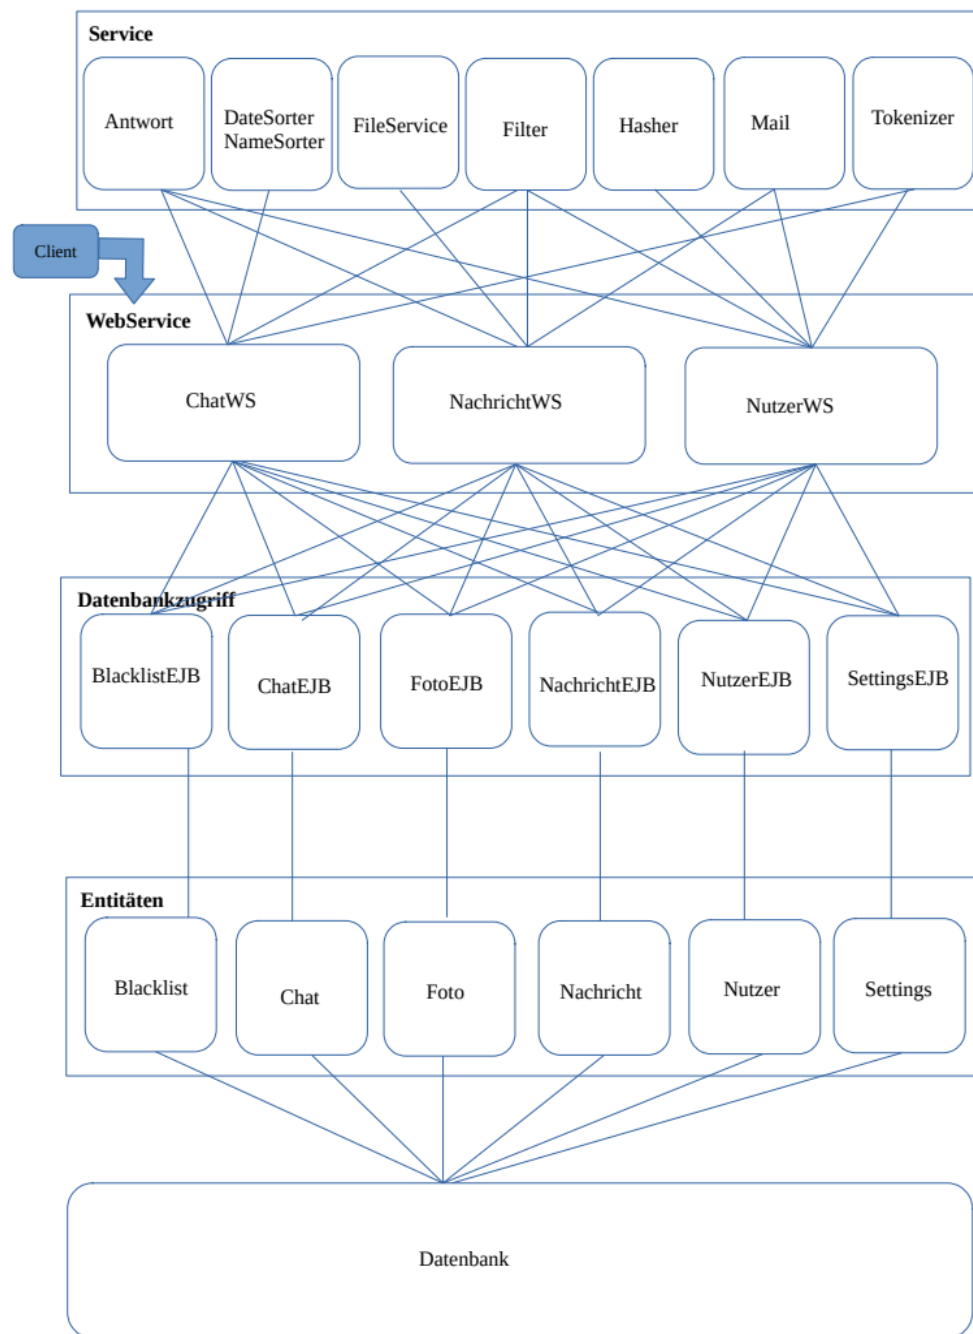 Service
Antwort
DateSorter
NameSorter
FileService
Filter
Hasher
Mail
Tokenizer
Client
WebService
ChatWS
NachrichtWS
NutzerWS
Datenbankzugriff
BlacklistEJB
ChatEJB
FotoEJB
NachrichtEJB
NutzerEJB
SettingsEJB
Entitäten
Blacklist
Chat
Foto
Nachricht
Nutzer
Settings
Datenbank